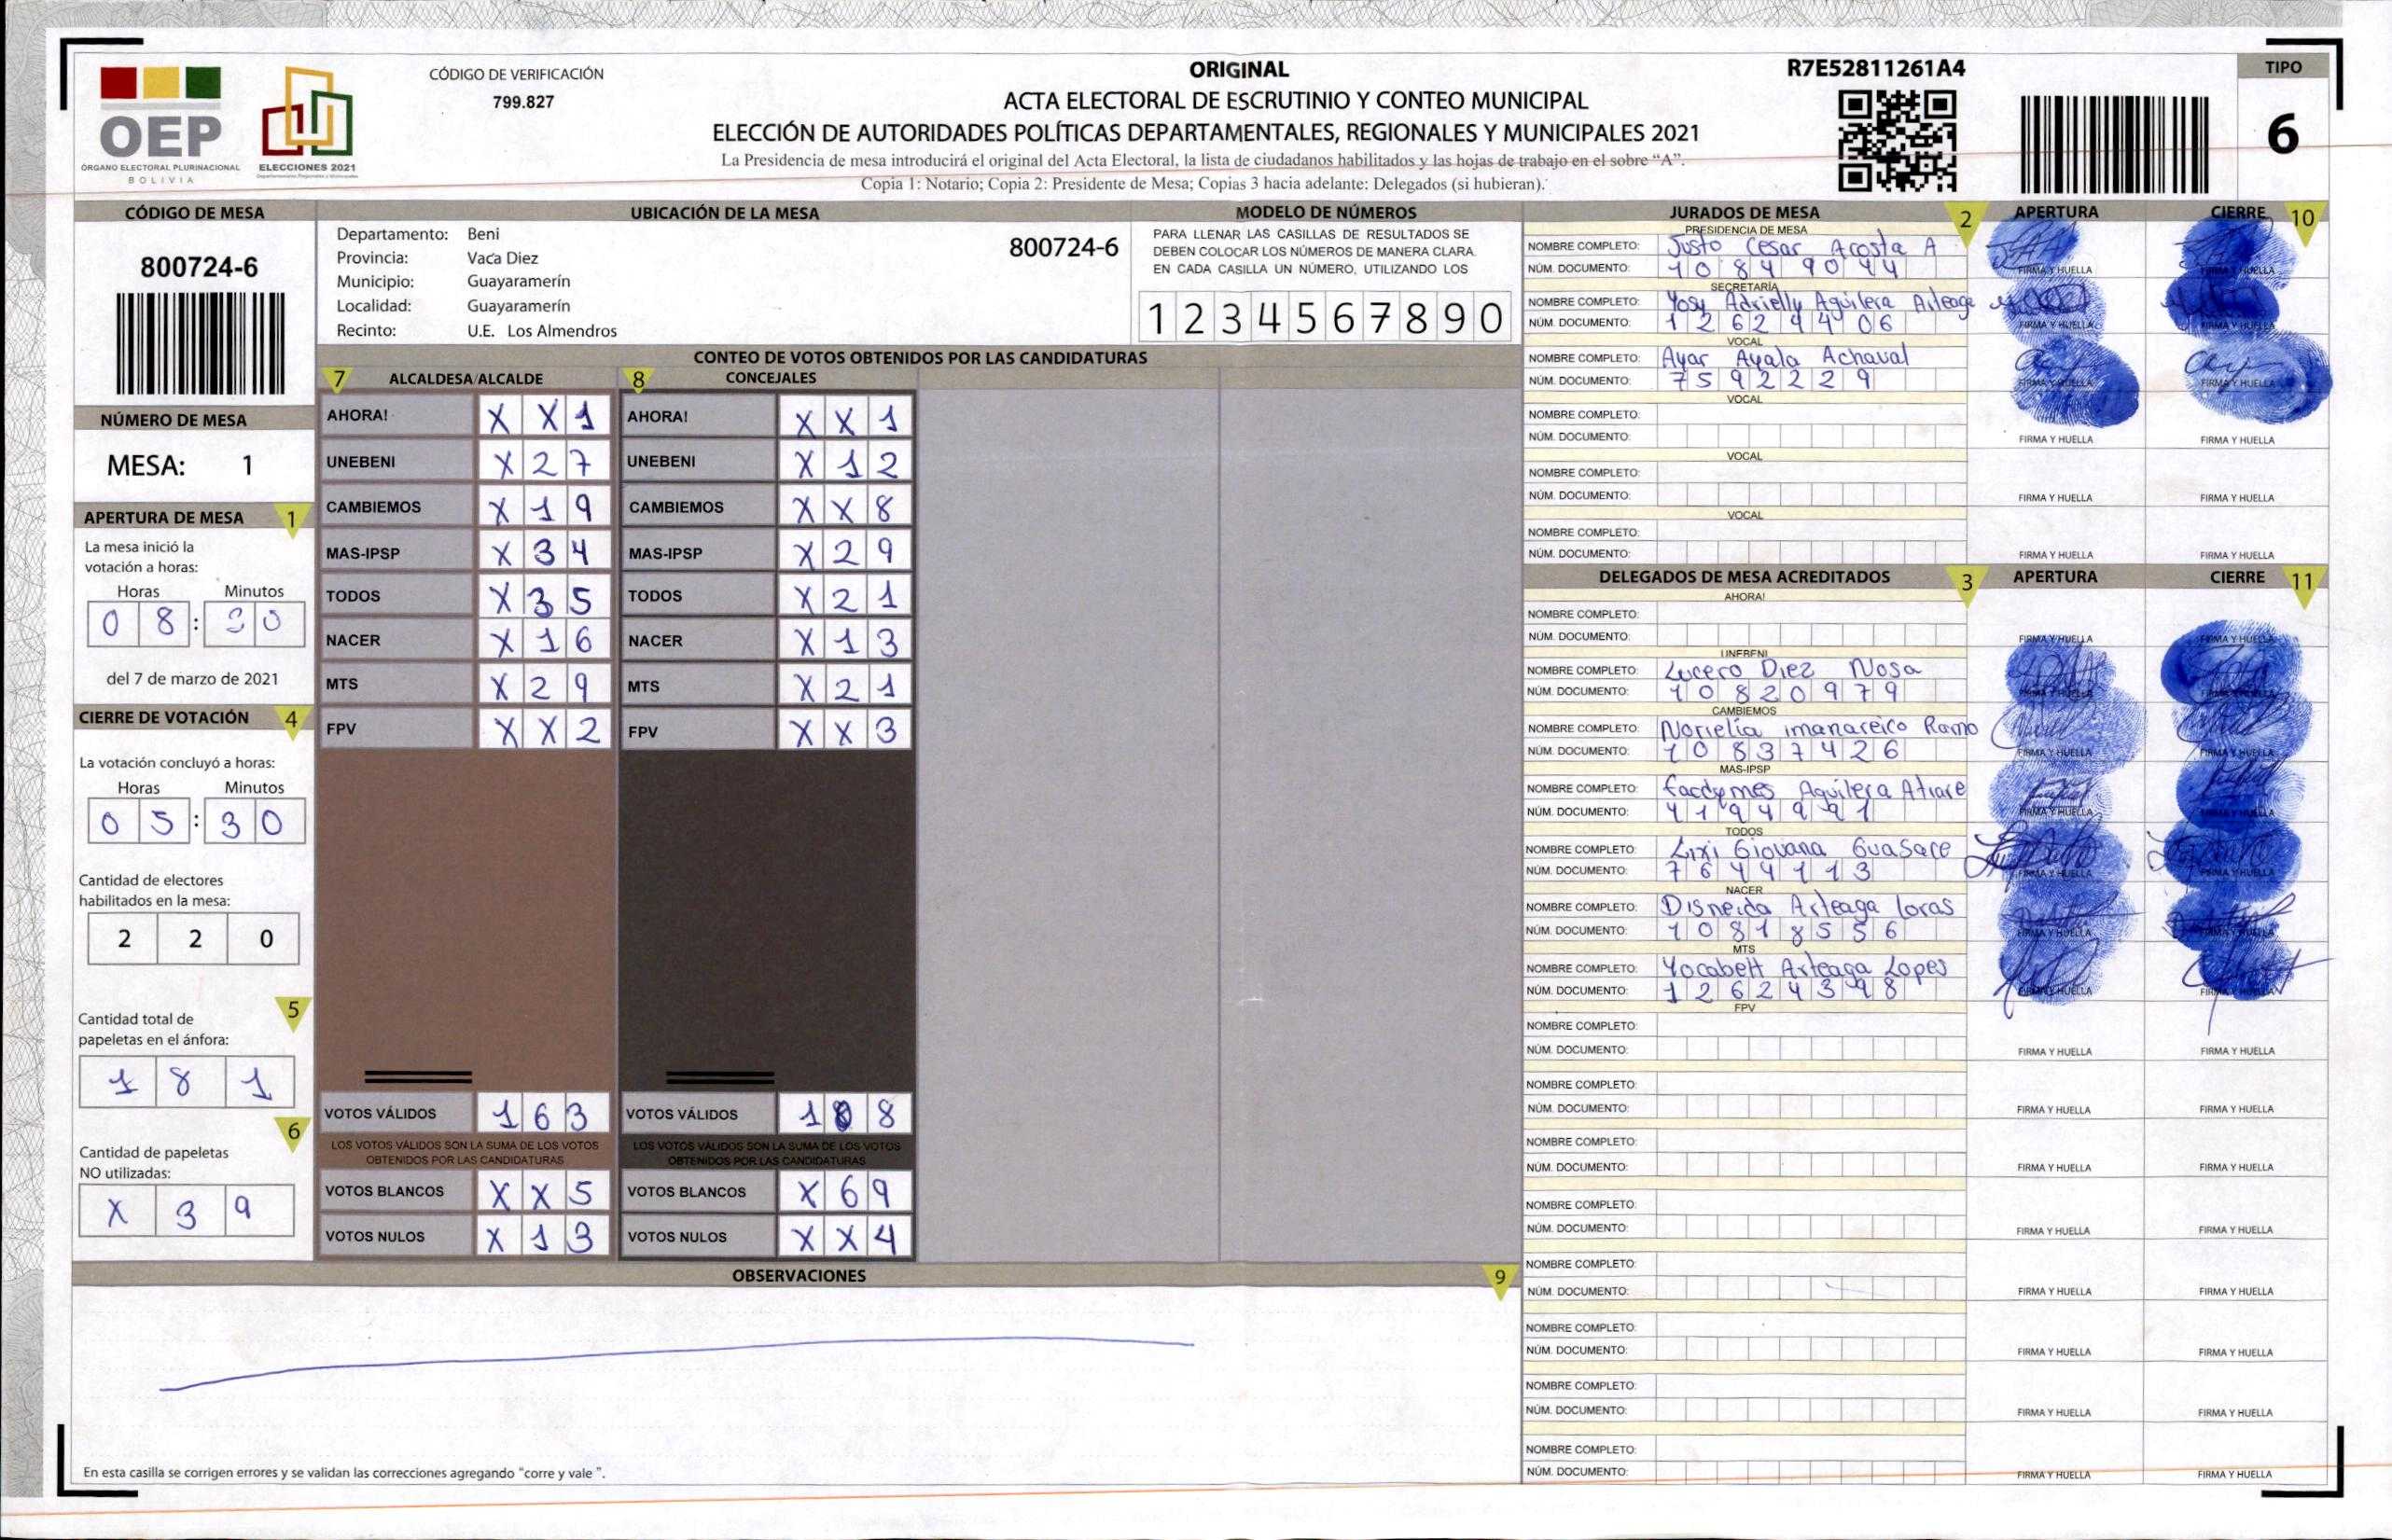 OEP
ÓRGANO ELECTORAL PLURINACIONAL
BOLIVIA
ELECCIONES 2021
CÓDIGO DE VERIFICACIÓN
799.827
ORIGINAL
ACTA ELECTORAL DE ESCRUTINIO Y CONTEO MUNICIPAL
ELECCIÓN DE AUTORIDADES POLÍTICAS DEPARTAMENTALES, REGIONALES Y MUNICIPALES 2021
La Presidencia de mesa introducirá el original del Acta Electoral, la lista de ciudadanos habilitados y las hojas de trabajo en el sobre “A”.
Copia 1: Notario; Copia 2: Presidente de Mesa; Copias 3 hacia adelante: Delegados (si hubieran).
R7E52811261A4
TIPO
6
CÓDIGO DE MESA
800724-6
NÚMERO DE MESA
MESA: 1
APERTURA DE MESA 1
La mesa inició la
votación a horas:
Horas Minutos
0 8 : 3 0
del 7 de marzo de 2021
CIERRE DE VOTACIÓN 4
La votación concluyó a horas:
Horas Minutos
0 5 : 3 0
Cantidad de electores
habilitados en la mesa:
2 2 0
5
Cantidad total de
papeletas en el ánfora:
1 8 1
6
Cantidad de papeletas
NO utilizadas:
X 3 9
UBICACIÓN DE LA MESA
Departamento: Beni
Provincia: Vaca Diez
Municipio: Guayaramerín
Localidad: Guayaramerín
Recinto: U.E. Los Almendros
800724-6
MODELO DE NÚMEROS
PARA LLENAR LAS CASILLAS DE RESULTADOS SE
DEBEN COLOCAR LOS NÚMEROS DE MANERA CLARA.
EN CADA CASILLA UN NÚMERO, UTILIZANDO LOS
1 2 3 4 5 6 7 8 9 0
CONTEO DE VOTOS OBTENIDOS POR LAS CANDIDATURAS
7 ALCALDESA/ALCALDE 8 CONCEJALES
AHORA! X X 1 AHORA! X X 1
UNEBENI X 2 7 UNEBENI X 1 2
CAMBIEMOS X 1 9 CAMBIEMOS X X 8
MAS-IPSP X 3 4 MAS-IPSP X 2 9
TODOS X 3 5 TODOS X 2 1
NACER X 1 6 NACER X 1 3
MTS X 2 9 MTS X 2 1
FPV X X 2 FPV X X 3
VOTOS VÁLIDOS 1 6 3 VOTOS VÁLIDOS 1 0 8
LOS VOTOS VÁLIDOS SON LA SUMA DE LOS VOTOS LOS VOTOS VÁLIDOS SON LA SUMA DE LOS VOTOS
OBTENIDOS POR LAS CANDIDATURAS OBTENIDOS POR LAS CANDIDATURAS
VOTOS BLANCOS X X 5 VOTOS BLANCOS X 6 9
VOTOS NULOS X 1 3 VOTOS NULOS X X 4
OBSERVACIONES 9
En esta casilla se corrigen errores y se validan las correcciones agregando “corre y vale ”.
JURADOS DE MESA 2 APERTURA CIERRE 10
PRESIDENCIA DE MESA
NOMBRE COMPLETO: Justo Cesar Acosta A
NÚM. DOCUMENTO: 1 0 8 4 9 0 4 4 FIRMA Y HUELLA FIRMA Y HUELLA
SECRETARÍA
NOMBRE COMPLETO: Yosy Adrielly Aguilera Arteaga
NÚM. DOCUMENTO: 1 2 6 2 4 4 0 6 FIRMA Y HUELLA FIRMA Y HUELLA
VOCAL
NOMBRE COMPLETO: Ayar Ayala Achaval
NÚM. DOCUMENTO: 7 5 9 2 2 2 9 FIRMA Y HUELLA FIRMA Y HUELLA
VOCAL
NOMBRE COMPLETO:
NÚM. DOCUMENTO: FIRMA Y HUELLA FIRMA Y HUELLA
VOCAL
NOMBRE COMPLETO:
NÚM. DOCUMENTO: FIRMA Y HUELLA FIRMA Y HUELLA
VOCAL
NOMBRE COMPLETO:
NÚM. DOCUMENTO: FIRMA Y HUELLA FIRMA Y HUELLA
DELEGADOS DE MESA ACREDITADOS 3 APERTURA CIERRE 11
AHORA!
NOMBRE COMPLETO:
NÚM. DOCUMENTO: FIRMA Y HUELLA FIRMA Y HUELLA
UNEBENI
NOMBRE COMPLETO: Lucero Diez Nosa
NÚM. DOCUMENTO: 1 0 8 2 0 9 7 9 FIRMA Y HUELLA FIRMA Y HUELLA
CAMBIEMOS
NOMBRE COMPLETO: Norielia imanareico Ramo
NÚM. DOCUMENTO: 1 0 8 3 7 4 2 6 FIRMA Y HUELLA FIRMA Y HUELLA
MAS-IPSP
NOMBRE COMPLETO: Aguilera
NÚM. DOCUMENTO: FIRMA Y HUELLA FIRMA Y HUELLA
TODOS
NOMBRE COMPLETO: Lixi Giovana Guasace
NÚM. DOCUMENTO: 7 6 4 4 1 1 3 FIRMA Y HUELLA FIRMA Y HUELLA
NACER
NOMBRE COMPLETO: Disneida Arteaga loras
NÚM. DOCUMENTO: 1 0 8 1 8 5 5 6 FIRMA Y HUELLA FIRMA Y HUELLA
MTS
NOMBRE COMPLETO: Yocabett Arteaga Lopes
NÚM. DOCUMENTO: 1 2 6 2 4 3 9 8 FIRMA Y HUELLA FIRMA Y HUELLA
FPV
NOMBRE COMPLETO:
NÚM. DOCUMENTO: FIRMA Y HUELLA FIRMA Y HUELLA
NOMBRE COMPLETO:
NÚM. DOCUMENTO: FIRMA Y HUELLA FIRMA Y HUELLA
NOMBRE COMPLETO:
NÚM. DOCUMENTO: FIRMA Y HUELLA FIRMA Y HUELLA
NOMBRE COMPLETO:
NÚM. DOCUMENTO: FIRMA Y HUELLA FIRMA Y HUELLA
NOMBRE COMPLETO:
NÚM. DOCUMENTO: FIRMA Y HUELLA FIRMA Y HUELLA
NOMBRE COMPLETO:
NÚM. DOCUMENTO: FIRMA Y HUELLA FIRMA Y HUELLA
NOMBRE COMPLETO:
NÚM. DOCUMENTO: FIRMA Y HUELLA FIRMA Y HUELLA
NOMBRE COMPLETO:
NÚM. DOCUMENTO: FIRMA Y HUELLA FIRMA Y HUELLA